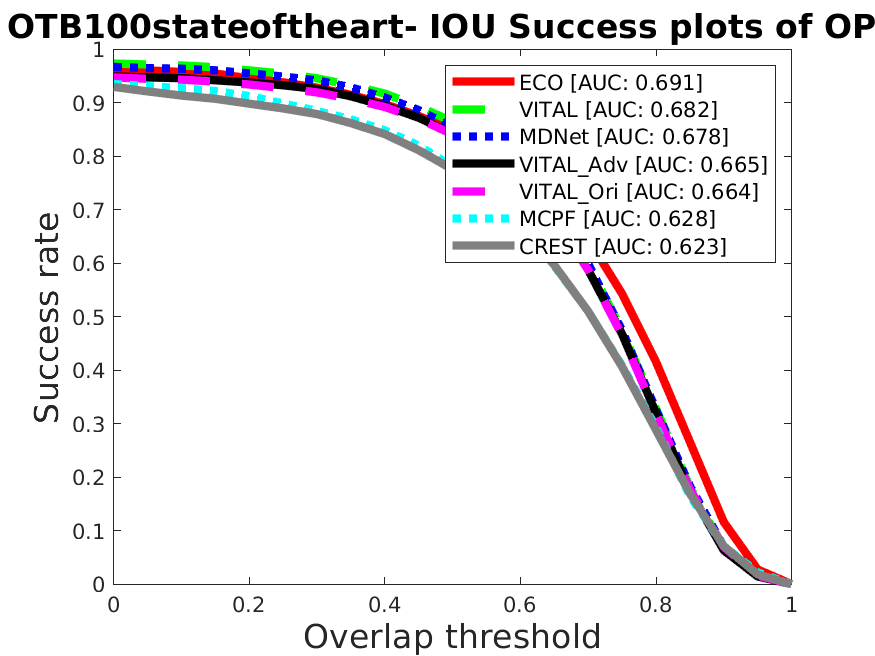 OTB100stateoftheart- IOU Success plots of OP
1
0.9
0.8
0.7
0.6
0.5
0.4
0.3
0.2
0.1
0
Success rate
ECO [AUC: 0.691]
VITAL [AUC: 0.682]
MDNet [AUC: 0.678]
VITAL_Adv [AUC: 0.665]
VITAL_Ori [AUC: 0.664]
MCPF [AUC: 0.628]
CREST [AUC: 0.623]
0 0.2 0.4 0.6 0.8 1
Overlap threshold